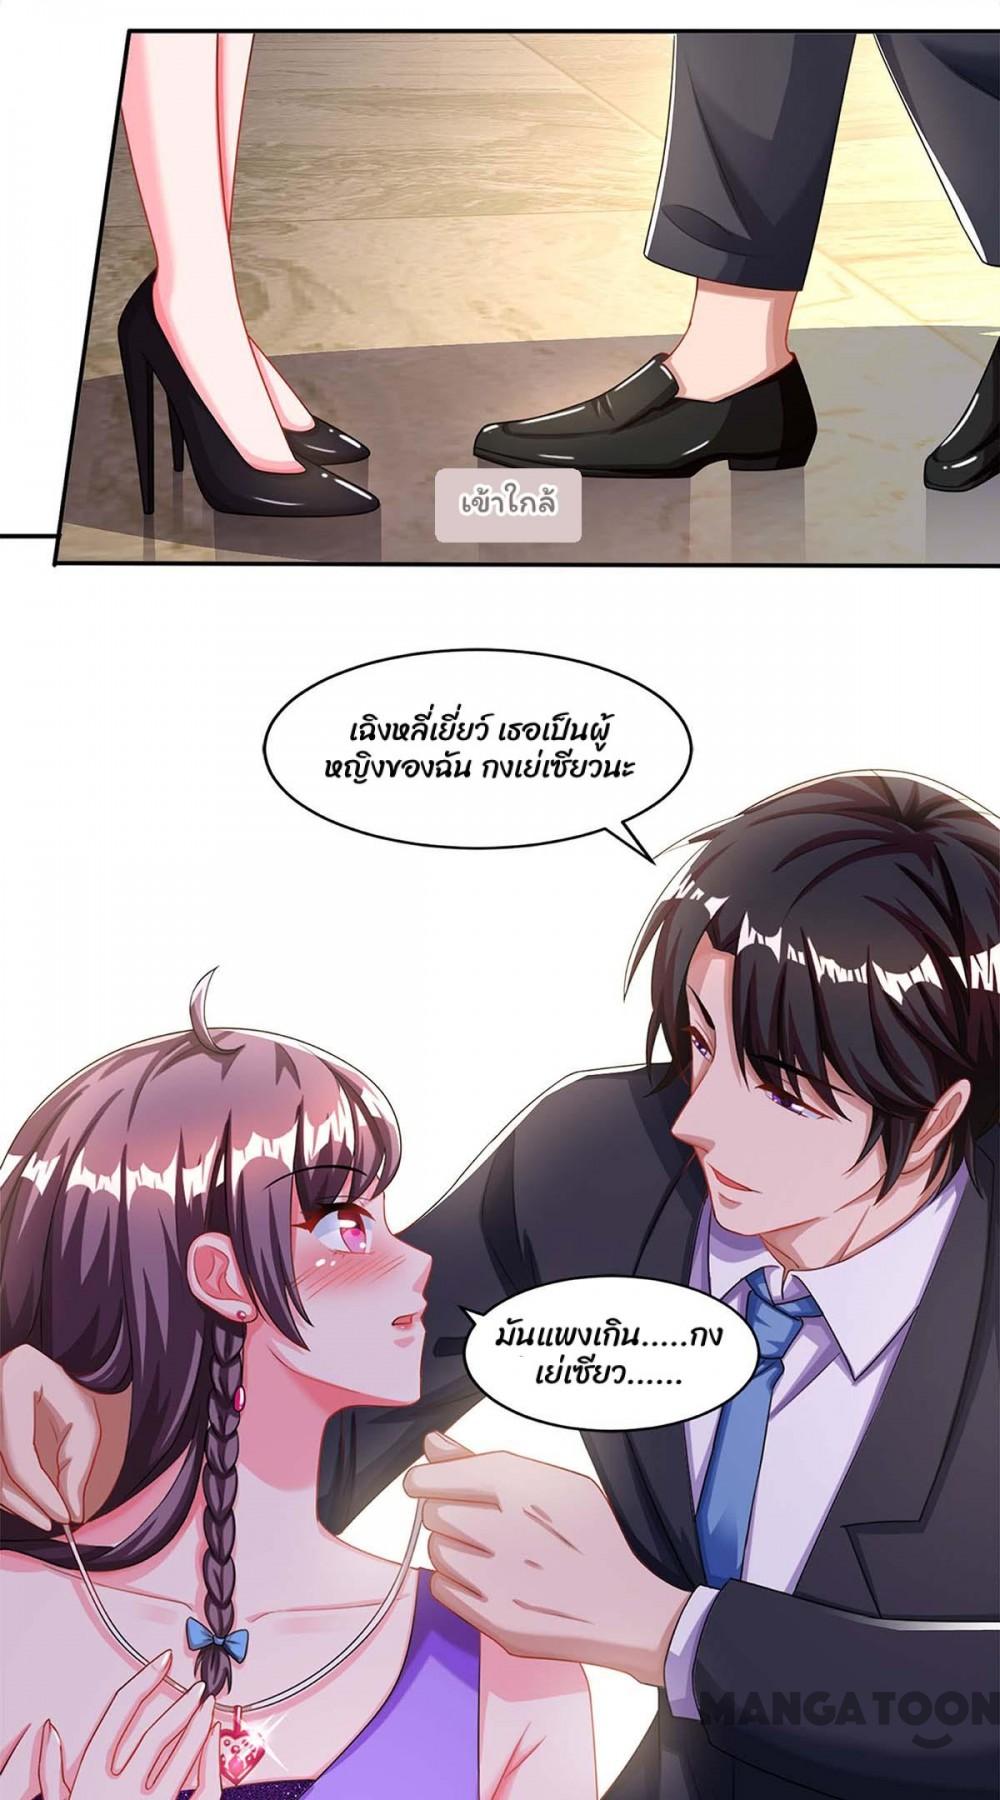 เข้าใกล้
เฉิงหลี่เยี่ยว์ เธอเป็นผู้
หญิงของฉัน กงเย่เซียวนะ
มันแพงเกิน.....กง
เย่เซียว......
MANGA TOON